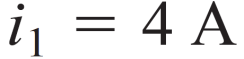 i₁ = 4 A